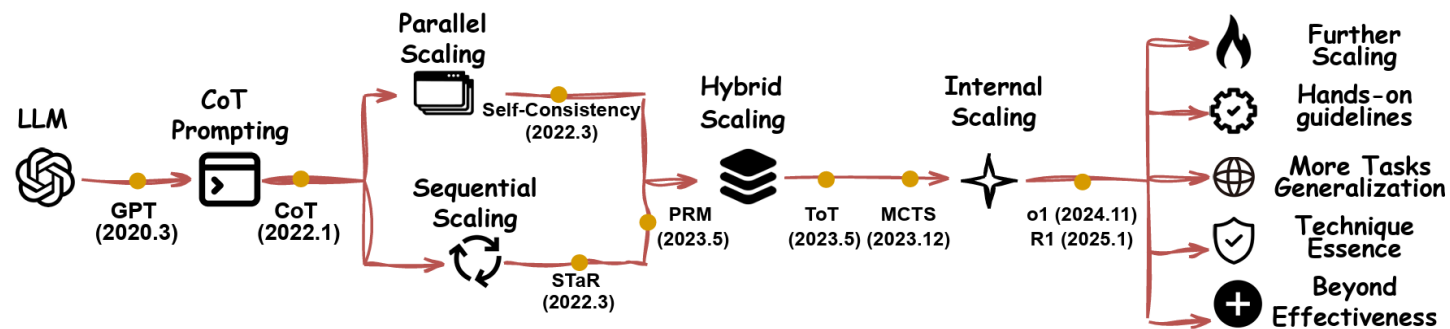 LLM
GPT
(2020.3)
CoT
Prompting
CoT
(2022.1)
Parallel
Scaling
Self-Consistency
(2022.3)
Sequential
Scaling
STaR
(2022.3)
PRM
(2023.5)
Hybrid
Scaling
ToT
(2023.5)
MCTS
(2023.12)
Internal
Scaling
o1 (2024.11)
R1 (2025.1)
Further
Scaling
Hands-on
guidelines
More Tasks
Generalization
Technique
Essence
Beyond
Effectiveness